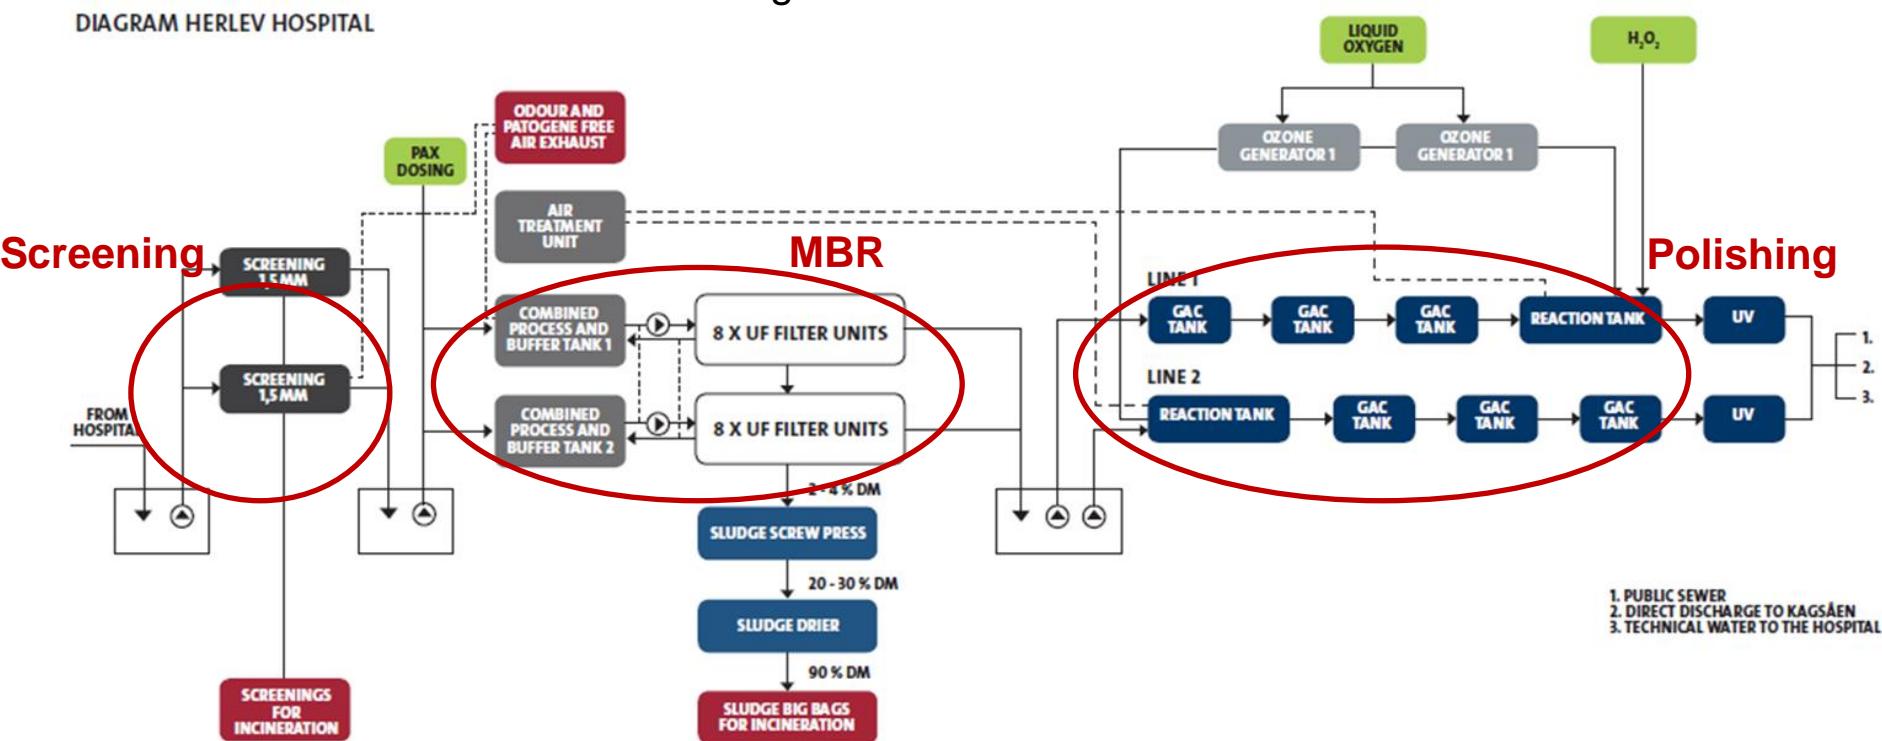 g
DIAGRAM HERLEV HOSPITAL
LIQUID
OXYGEN
H₂O₂
ODOUR AND
PATOGENE FREE
AIR EXHAUST
PAX
DOSING
OZONE
GENERATOR 1
OZONE
GENERATOR 1
AIR
TREATMENT
UNIT
Screening
MBR
Polishing
SCREENING
1,5 MM
LINE 1
COMBINED
PROCESS AND
BUFFER TANK 1
8 X UF FILTER UNITS
GAC
TANK
GAC
TANK
GAC
TANK
REACTION TANK
UV
1.
2.
3.
SCREENING
1,5 MM
LINE 2
FROM
HOSPITAL
COMBINED
PROCESS AND
BUFFER TANK 2
8 X UF FILTER UNITS
REACTION TANK
GAC
TANK
GAC
TANK
GAC
TANK
UV
2 - 4 % DM
SLUDGE SCREW PRESS
20 - 30 % DM
SLUDGE DRIER
90 % DM
SCREENINGS
FOR
INCINERATION
SLUDGE BIG BAGS
FOR INCINERATION
1. PUBLIC SEWER
2. DIRECT DISCHARGE TO KAGSÅEN
3. TECHNICAL WATER TO THE HOSPITAL